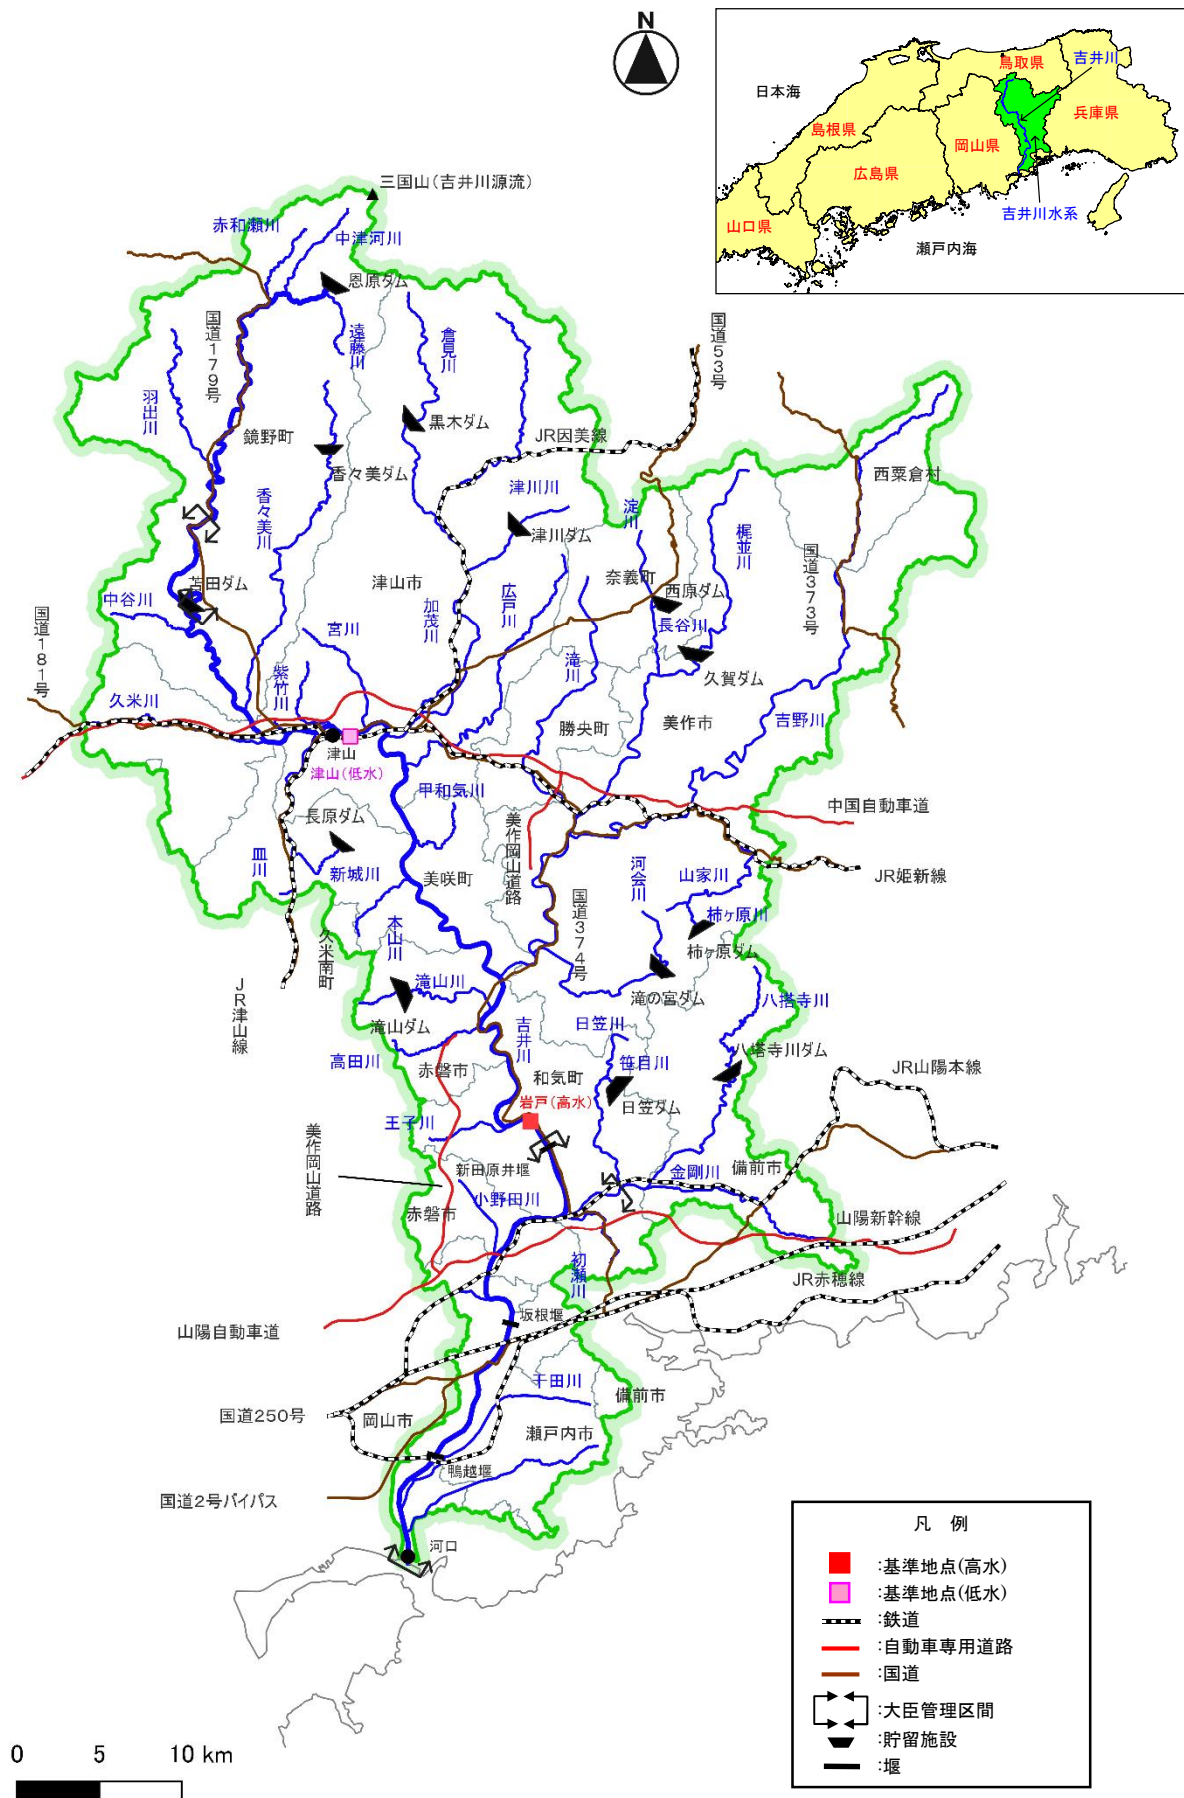 N
鳥取県
吉井川
日本海
兵庫県
島根県
岡山県
広島県
山口県
吉井川水系
瀬戸内海
三国山(吉井川源流)
赤和瀬川
中津河川
恩原ダム
国道179号
遠藤川
倉見川
国道53号
羽出川
鏡野町
黒木ダム
JR因美線
香々美ダム
西粟倉村
津川川
淀川
梶並川
香々美川
津川ダム
国道373号
津山市
奈義町
苫田ダム
西原ダム
中谷川
加茂川
広戸川
長谷川
国道181号
宮川
滝川
久賀ダム
紫竹川
久米川
勝央町
美作市
吉野川
津山
津山(低水)
甲和気川
中国自動車道
長原ダム
美作岡山道路
皿川
新城川
美咲町
河会川
山家川
JR姫新線
国道374号
柿ヶ原川
久米南町
本山川
柿ヶ原ダム
滝山川
滝の宮ダム
八塔寺川
JR津山線
滝山ダム
吉井川
日笠川
高田川
赤磐市
和気町
笹目川
八塔寺川ダム
JR山陽本線
岩戸(高水)
日笠ダム
王子川
美作岡山道路
新田原井堰
金剛川
備前市
小野田川
赤磐市
山陽新幹線
初瀬川
JR赤穂線
坂根堰
山陽自動車道
干田川
備前市
国道250号
岡山市
瀬戸内市
鴨越堰
国道2号バイパス
河口
凡 例
:基準地点(高水)
:基準地点(低水)
:鉄道
:自動車専用道路
:国道
:大臣管理区間
:貯留施設
:堰
0 5 10 km